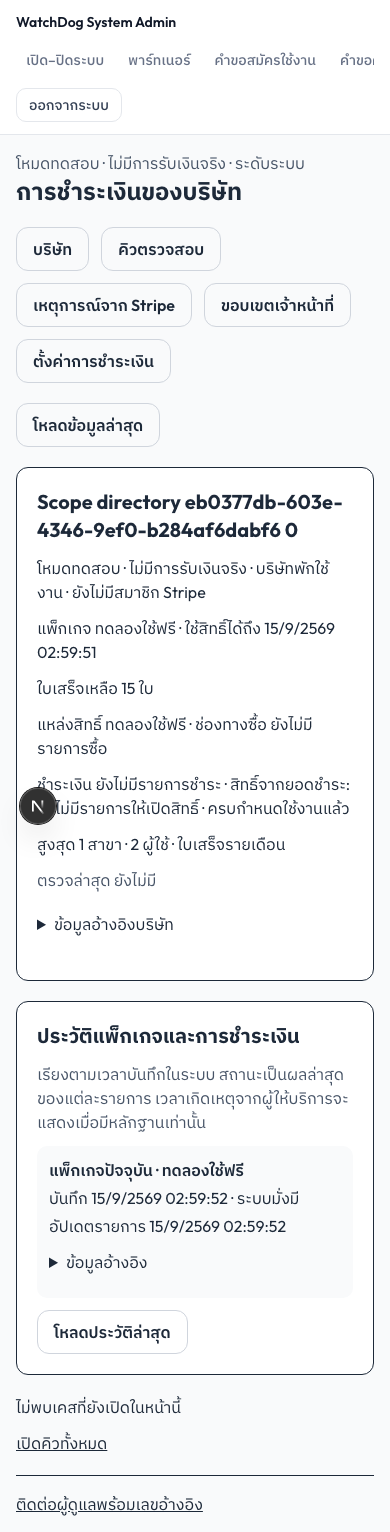 WatchDog System Admin
เปิด-ปิดระบบ พาร์ทเนอร์ คำขอสมัครใช้งาน
ออกจากระบบ
โหมดทดสอบ · ไม่มีการรับเงินจริง · ระดับระบบ
การชำระเงินของบริษัท
บริษัท คิวตรวจสอบ
เหตุการณ์จาก Stripe ขอบเขตเจ้าหน้าที่
ตั้งค่าการชำระเงิน
โหลดข้อมูลล่าสุด
Scope directory eb0377db-603e-
4346-9ef0-b284af6dabf6 0
โหมดทดสอบ · ไม่มีการรับเงินจริง · บริษัทพักใช้
งาน · ยังไม่มีสมาชิก Stripe
แพ็กเกจ ทดลองใช้ฟรี · ใช้สิทธิ์ได้ถึง 15/9/2569
02:59:51
ใบเสร็จเหลือ 15 ใบ
แหล่งสิทธิ์ ทดลองใช้ฟรี · ช่องทางซื้อ ยังไม่มี
รายการซื้อ
ชำระเงิน ยังไม่มีรายการชำระ · สิทธิ์จากยอดชำระ:
N
ไม่มีรายการให้เปิดสิทธิ์ · ครบกำหนดใช้งานแล้ว
สูงสุด 1 สาขา · 2 ผู้ใช้ · ใบเสร็จรายเดือน
ตรวจล่าสุด ยังไม่มี
ข้อมูลอ้างอิงบริษัท
ประวัติแพ็กเกจและการชำระเงิน
เรียงตามเวลาบันทึกในระบบ สถานะเป็นผลล่าสุด
ของแต่ละรายการ เวลาเกิดเหตุจากผู้ให้บริการจะ
แสดงเมื่อมีหลักฐานเท่านั้น
แพ็กเกจปัจจุบัน · ทดลองใช้ฟรี
บันทึก 15/9/2569 02:59:52 · ระบบมั่งมี
อัปเดตรายการ 15/9/2569 02:59:52
ข้อมูลอ้างอิง
โหลดประวัติล่าสุด
ไม่พบเคสที่ยังเปิดในหน้านี้
เปิดคิวทั้งหมด
ติดต่อผู้ดูแลพร้อมเลขอ้างอิง